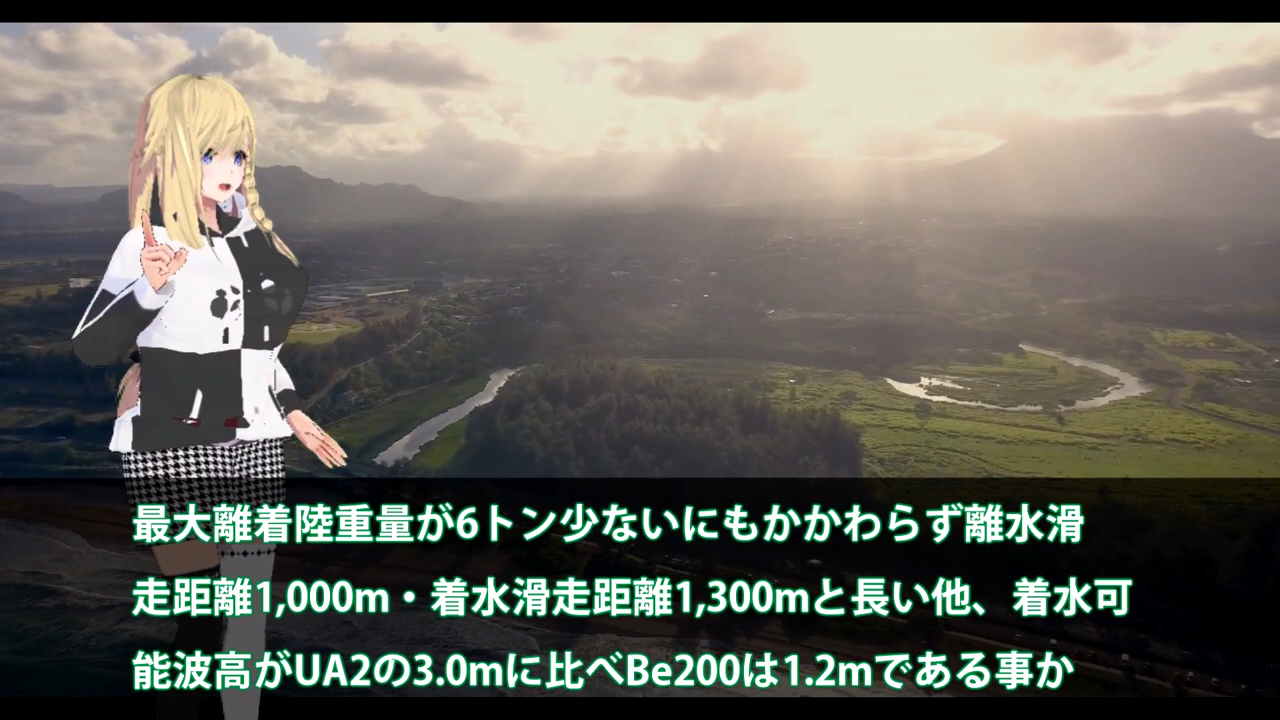 最大離着陸重量が6トン少ないにもかかわらず離水滑
走距離1,000m・着水滑走距離1,300mと長い他、着水可
能波高がUA2の3.0mに比べBe200は1.2mである事か